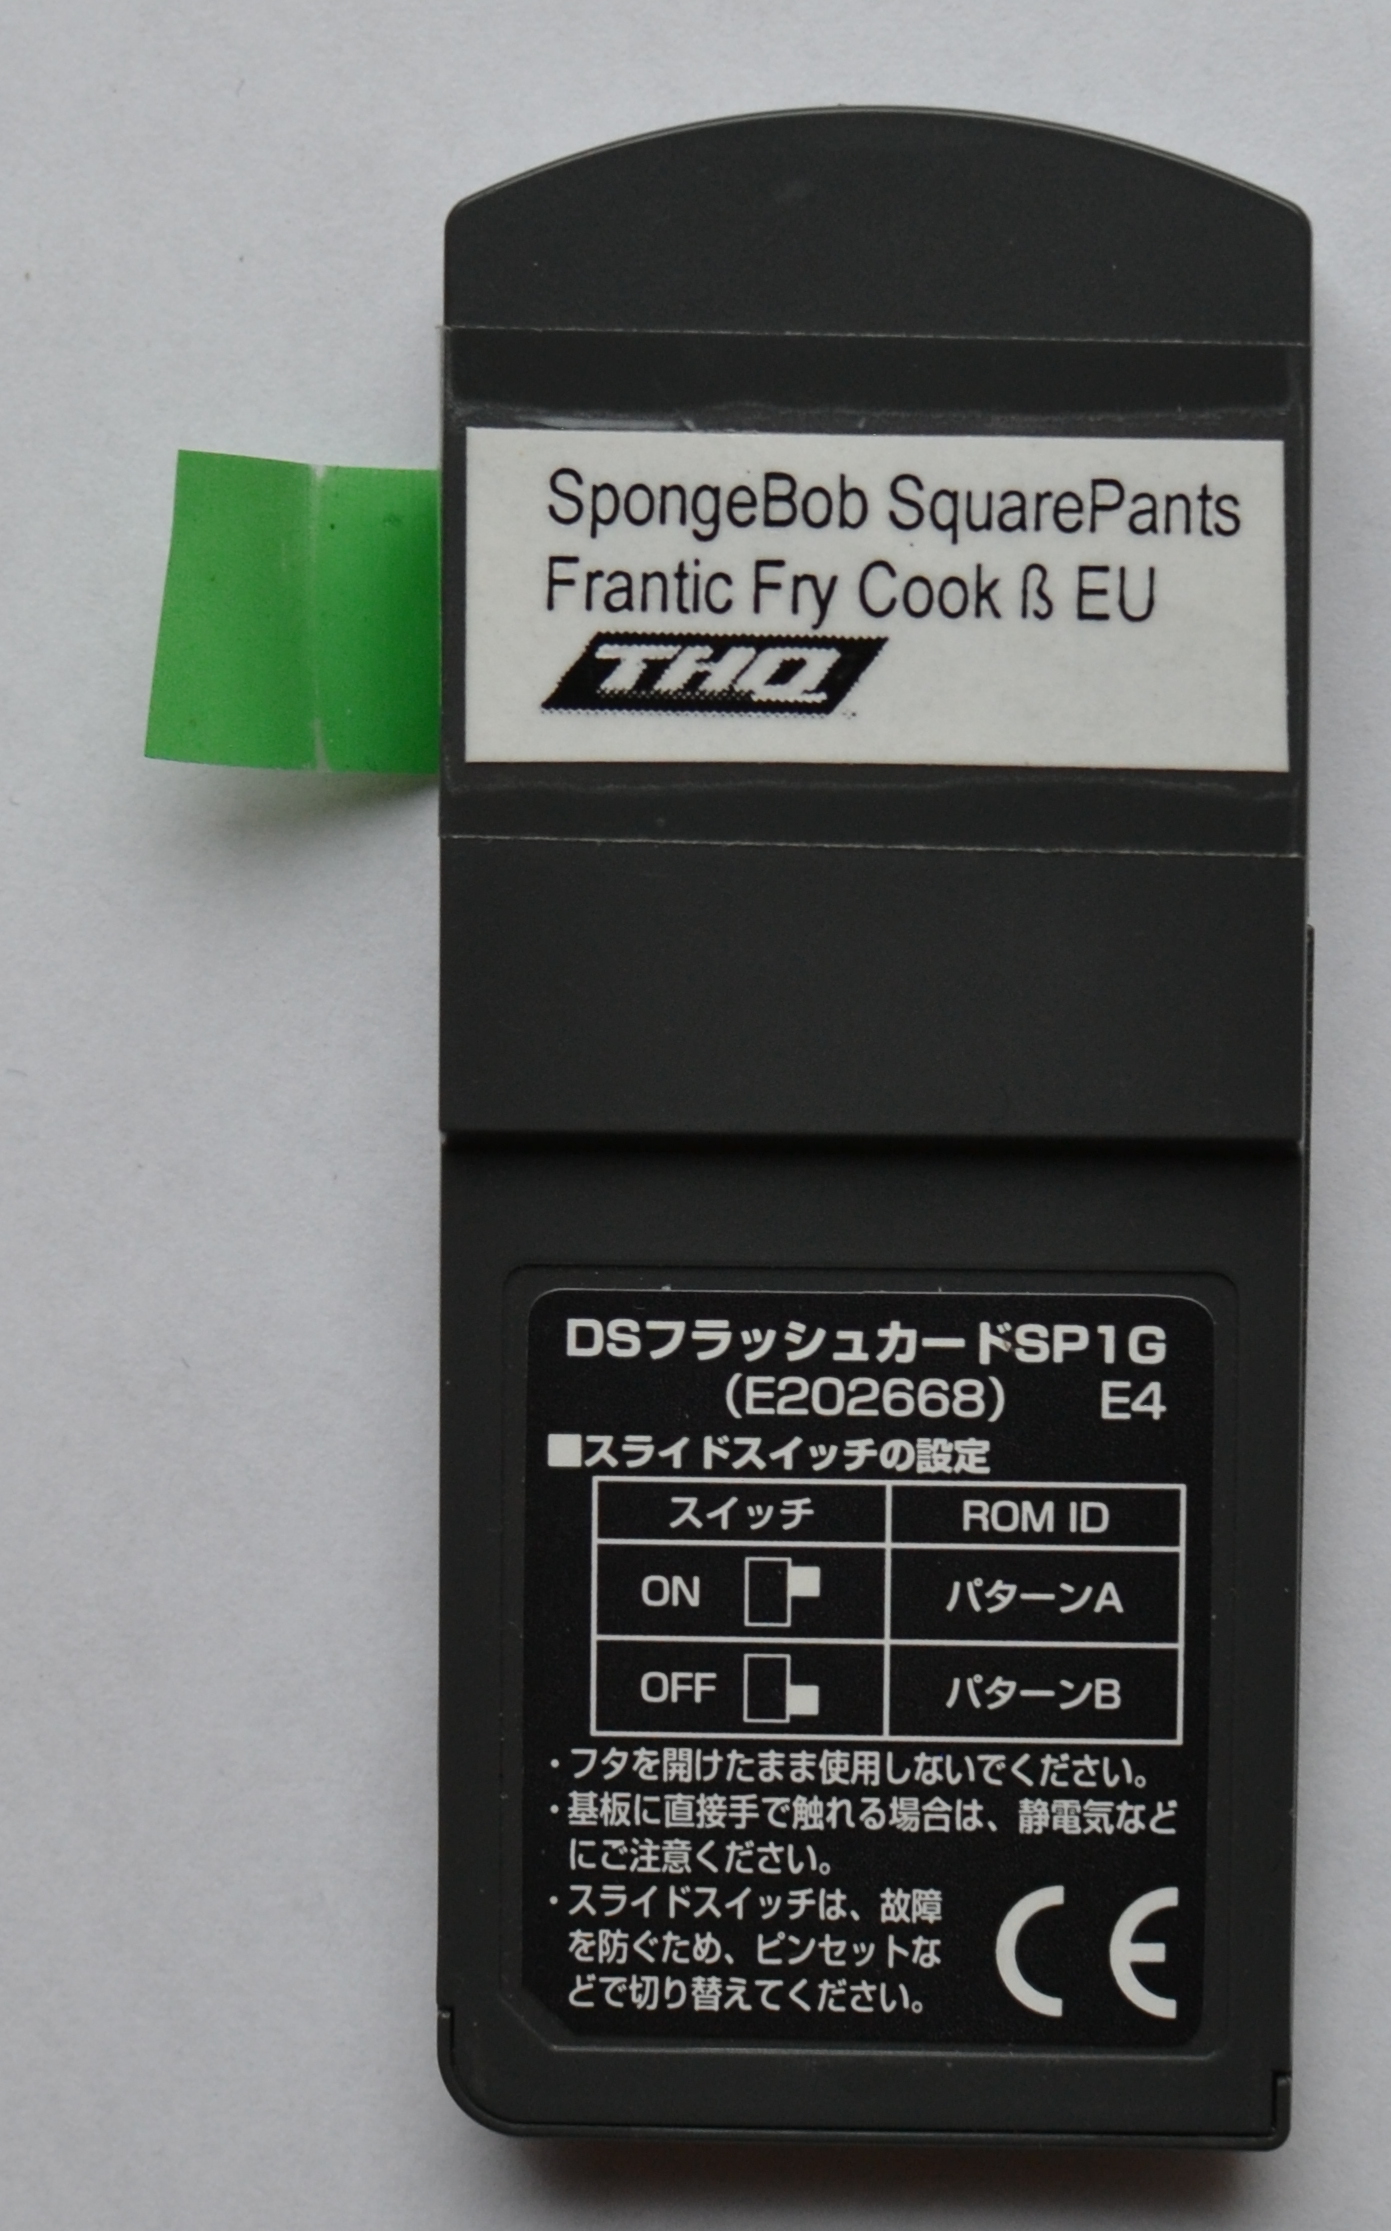 SpongeBob SquarePants
Frantic Fry Cook ß EU
THQ
DSフラッシュカードSP1G
(E202668) E4
■スライドスイッチの設定
スイッチ ROM ID
ON パターンA
OFF パターンB
・フタを開けたまま使用しないでください。
・基板に直接手で触れる場合は、静電気など
にご注意ください。
・スライドスイッチは、故障
を防ぐため、ピンセットな
どで切り替えてください。
CE